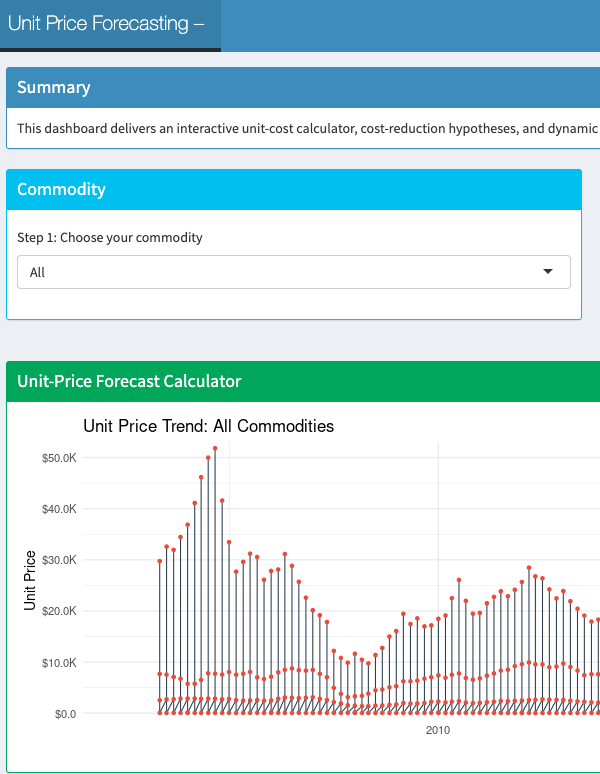 Unit Price Forecasting –
Summary
This dashboard delivers an interactive unit-cost calculator, cost-reduction hypotheses, and dynamic
Commodity
Step 1: Choose your commodity
All
Unit-Price Forecast Calculator
Unit Price Trend: All Commodities
$50.0K
$40.0K
$30.0K
$20.0K
$10.0K
$0.0
Unit Price
2010